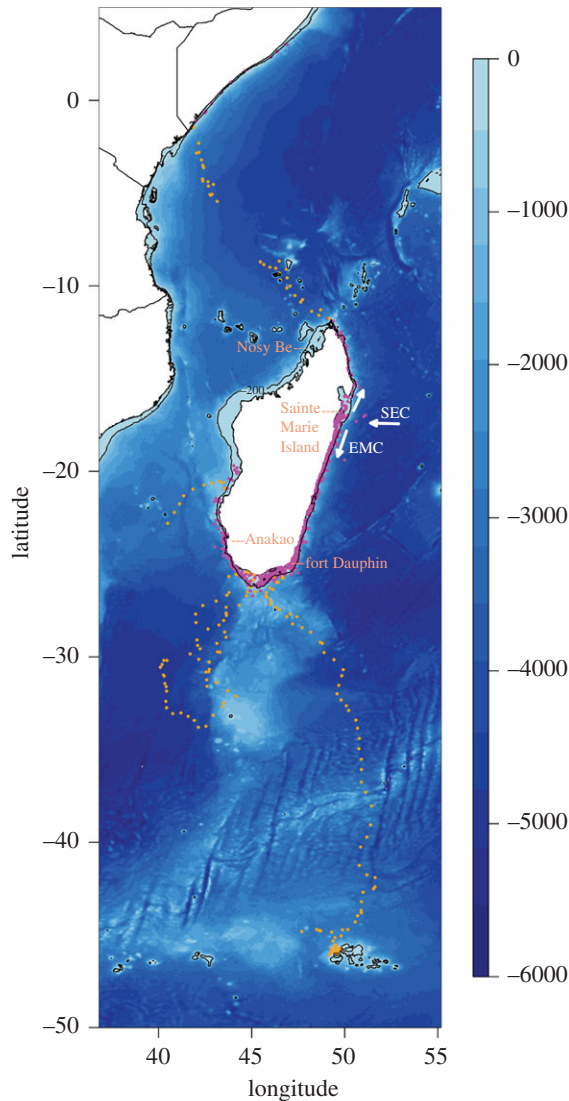 0
0
–1000
–10
Nosy Be
–200
–2000
Sainte
Marie
Island
SEC
EMC
–20
–3000
latitude
Anakao
fort Dauphin
–30
–4000
–40
–5000
–6000
–50
40
45
50
55
longitude